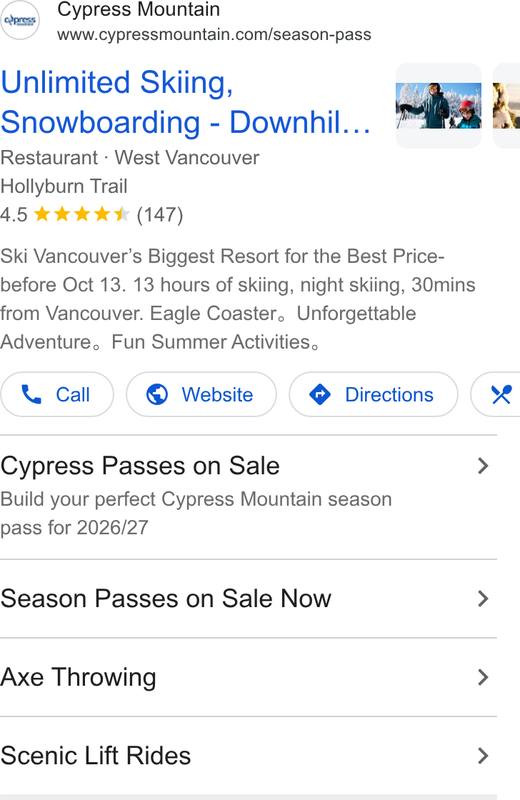 cypress
Cypress Mountain
www.cypressmountain.com/season-pass
Unlimited Skiing,
Snowboarding - Downhil...
Restaurant · West Vancouver
Hollyburn Trail
4.5 (147)
Ski Vancouver's Biggest Resort for the Best Price-
before Oct 13. 13 hours of skiing, night skiing, 30mins
from Vancouver. Eagle Coaster。Unforgettable
Adventure。Fun Summer Activities。
Call Website Directions
Cypress Passes on Sale
Build your perfect Cypress Mountain season
pass for 2026/27
Season Passes on Sale Now
Axe Throwing
Scenic Lift Rides